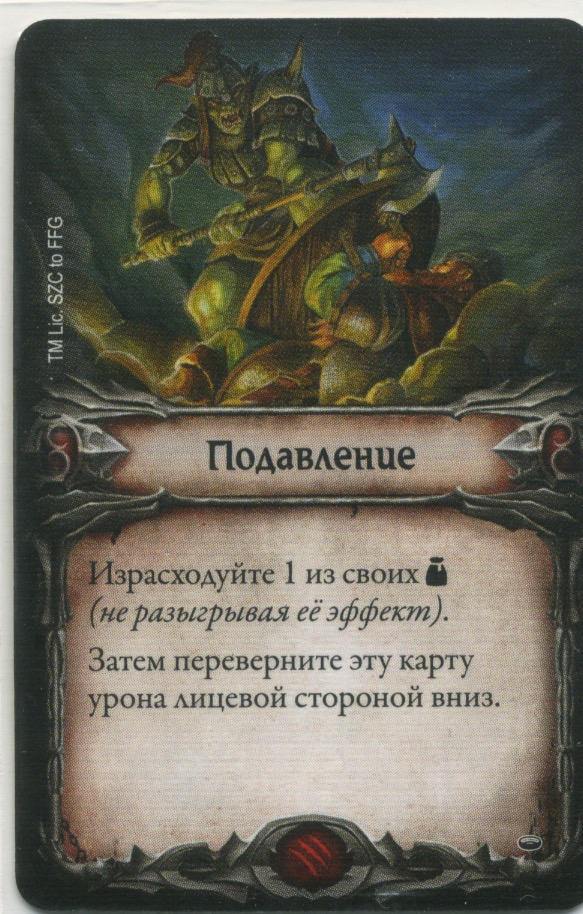 TM Lic. SZC to FFG
Подавление
Израсходуйте 1 из своих
(не разыгрывая её эффект).
Затем переверните эту карту
урона лицевой стороной вниз.